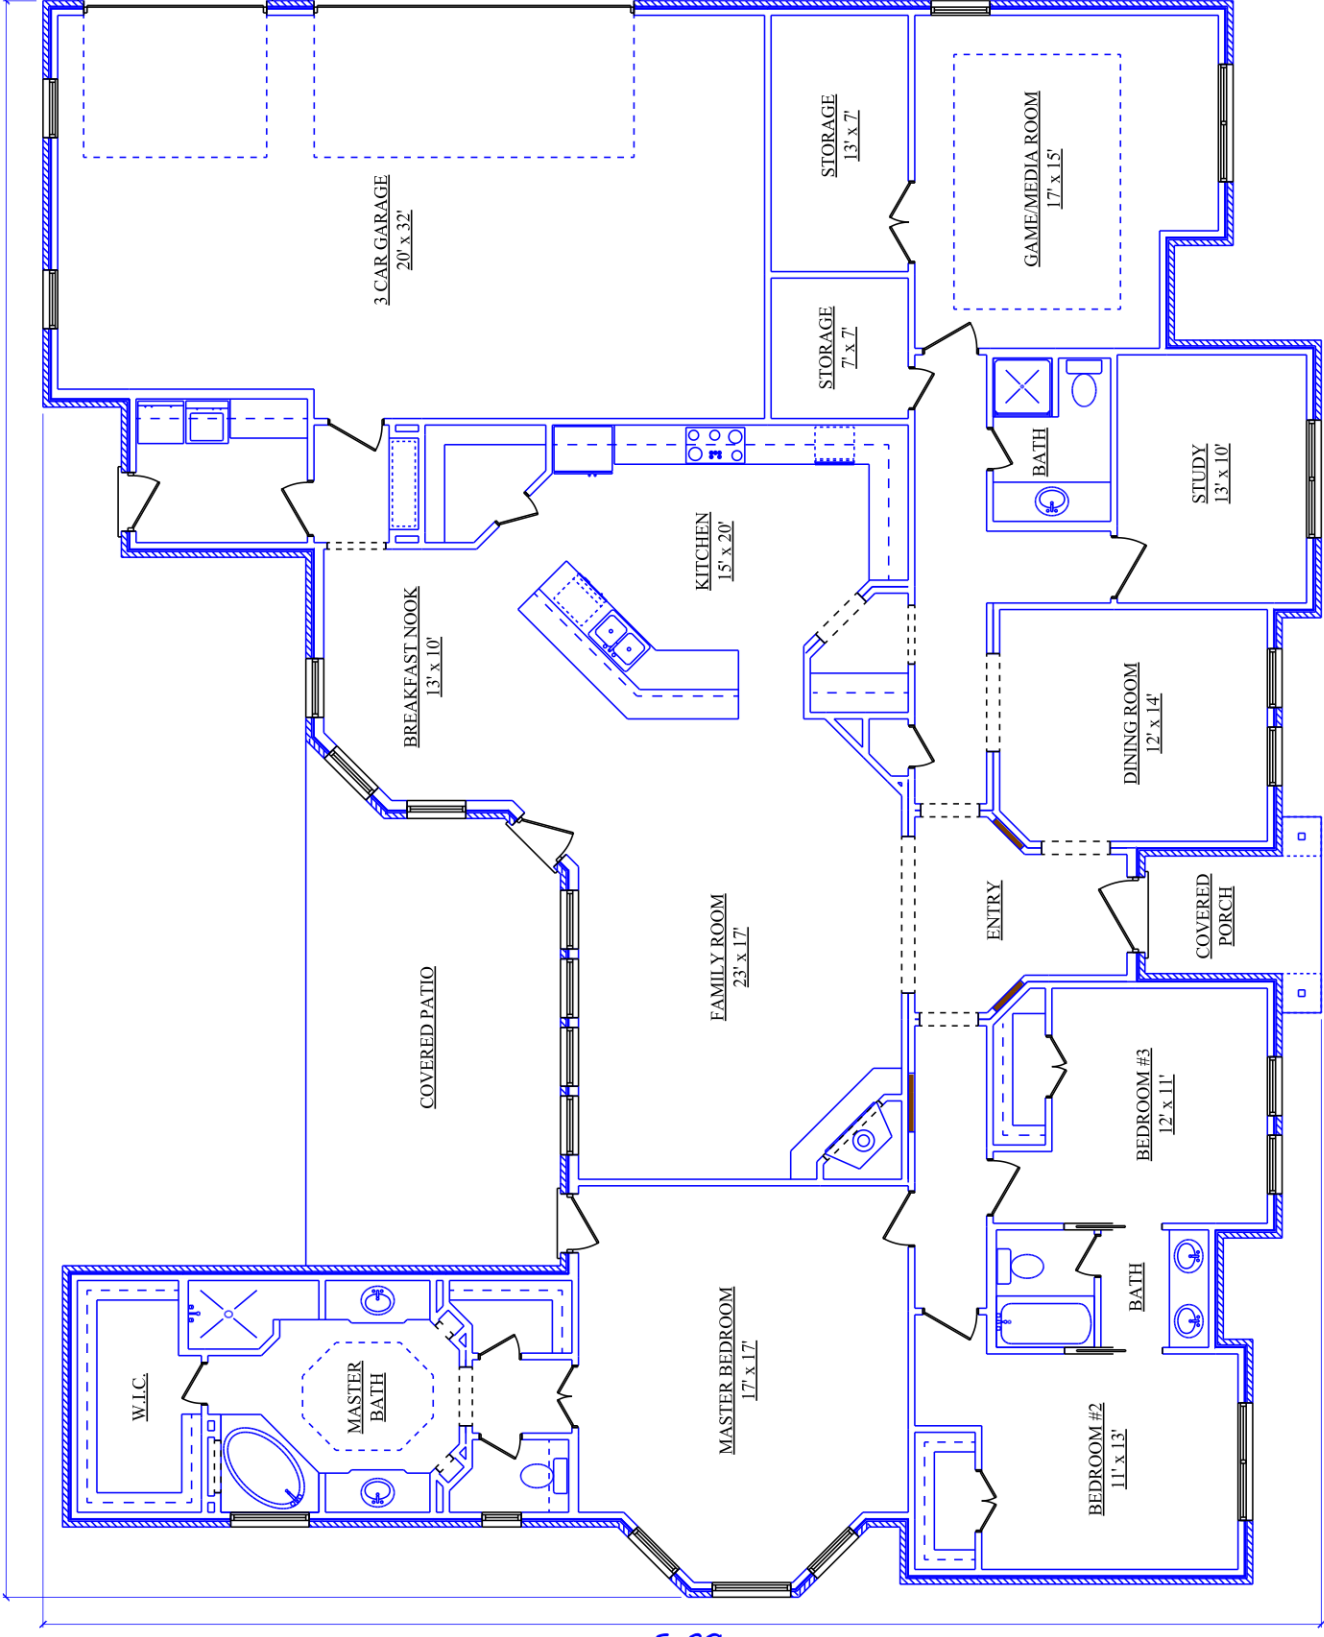 3 CAR GARAGE
20' x 32'
STORAGE
13' x 7'
GAME/MEDIA ROOM
17' x 15'
STORAGE
7' x 7'
BATH
STUDY
13' x 10'
KITCHEN
15' x 20'
BREAKFAST NOOK
13' x 10'
DINING ROOM
12' x 14'
ENTRY
COVERED
PORCH
FAMILY ROOM
23' x 17'
COVERED PATIO
BEDROOM #3
12' x 11'
BATH
MASTER BEDROOM
17' x 17'
MASTER
BATH
W.I.C.
BEDROOM #2
11' x 13'